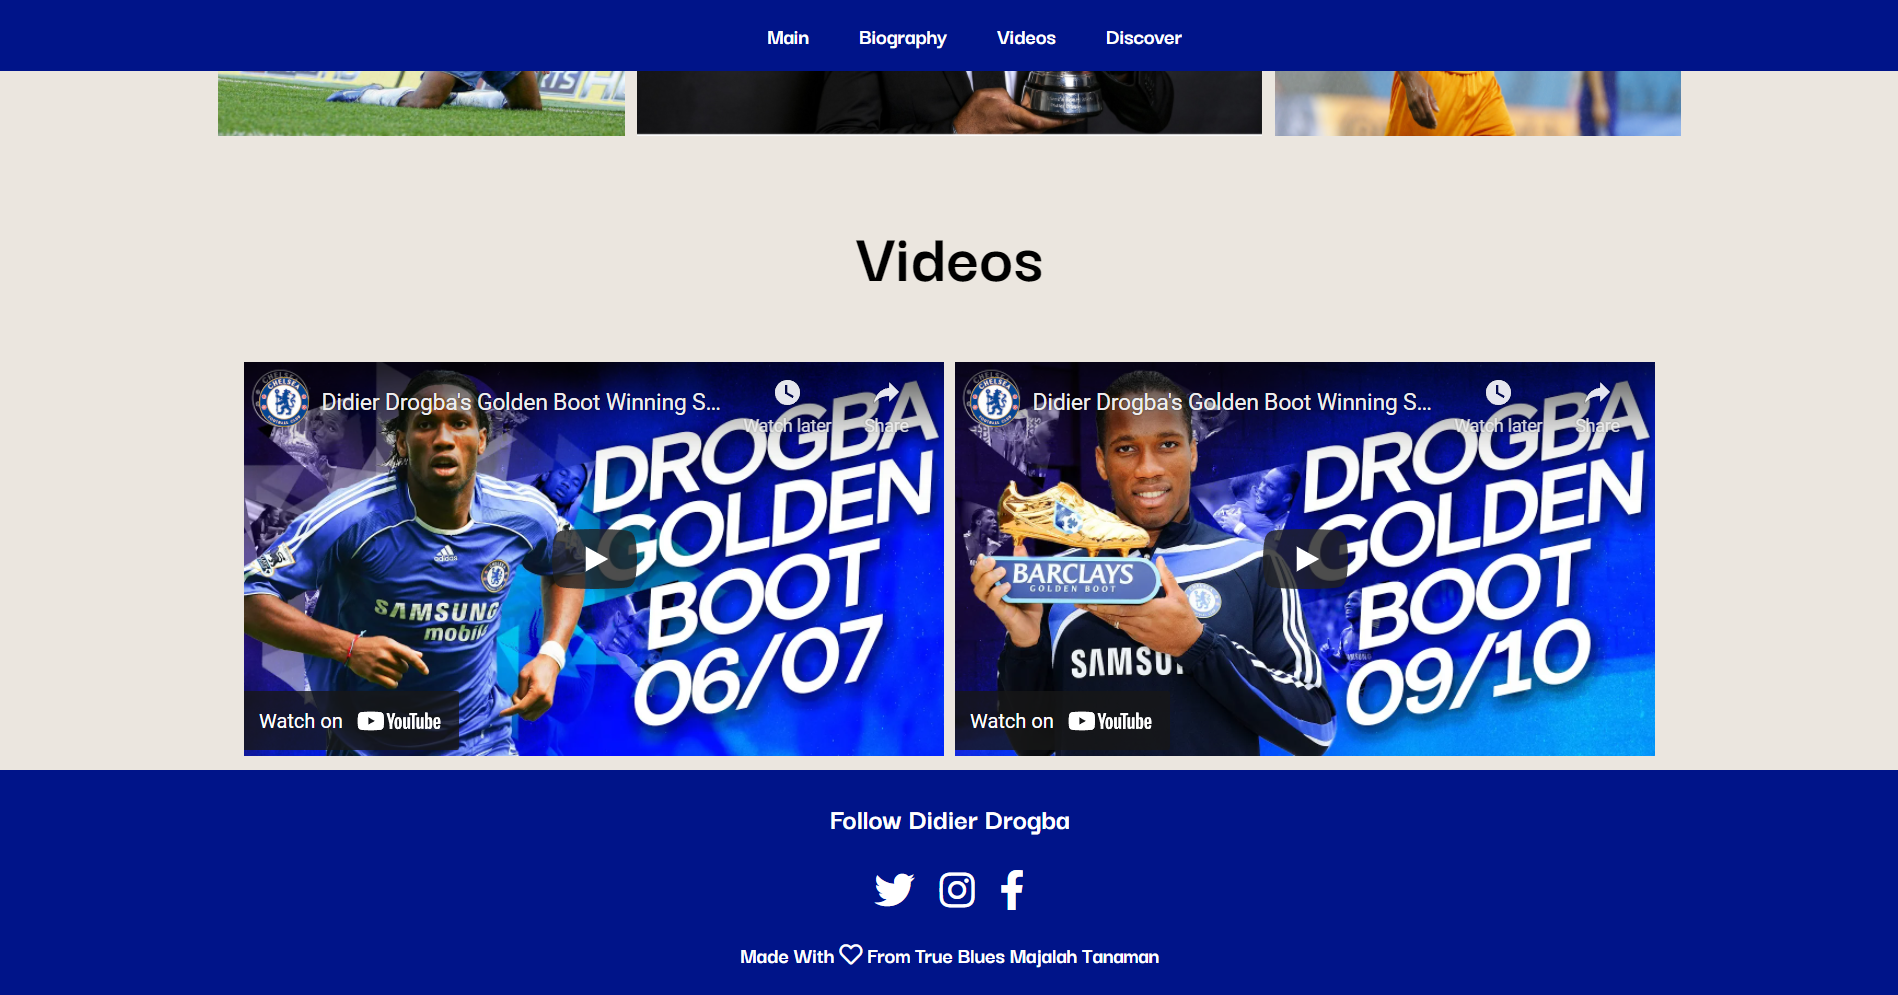 Main Biography Videos Discover
Videos
Didier Drogba's Golden Boot Winning S...
Watch later
Share
DROGBA
GOLDEN
BOOT
06/07
adidas
SAMSUNG
mobile
Watch on YouTube
Didier Drogba's Golden Boot Winning S...
Watch later
Share
DROGBA
GOLDEN
BOOT
09/10
BARCLAYS
GOLDEN BOOT
SAMSU
Watch on YouTube
Follow Didier Drogba
Made With From True Blues Majalah Tanaman